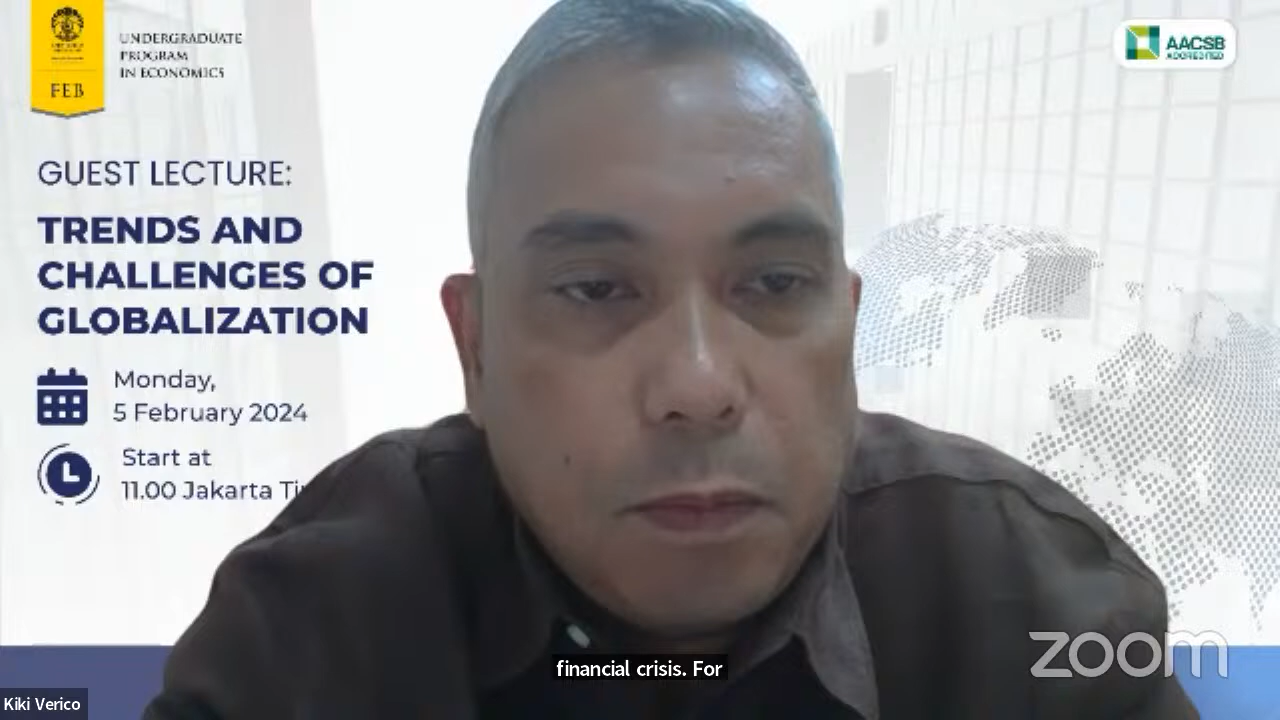 FEB
UNDERGRADUATE
PROGRAM
IN ECONOMICS
AACSB
ACCREDITED
GUEST LECTURE:
TRENDS AND
CHALLENGES OF
GLOBALIZATION
Monday,
5 February 2024
Start at
11.00 Jakarta
financial crisis. For
zoom
Kiki Verico